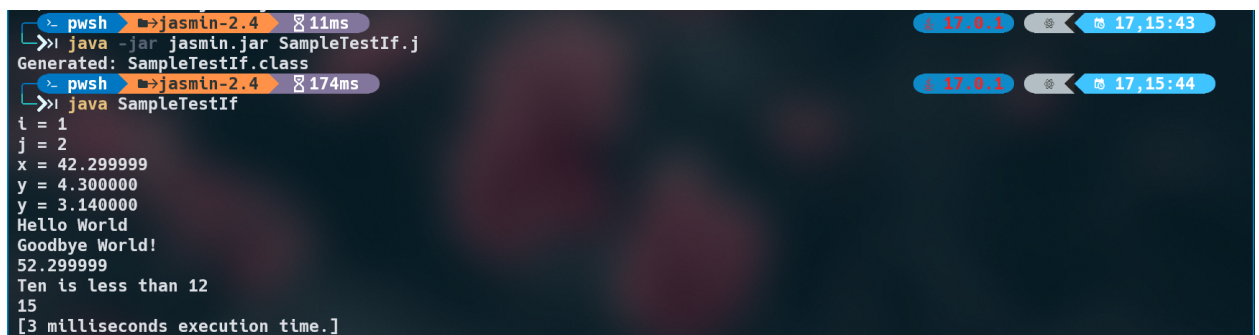 pwsh jasmin-2.4 11ms 17.0.1 17,15:43
java -jar jasmin.jar SampleTestIf.j
Generated: SampleTestIf.class
pwsh jasmin-2.4 174ms 17.0.1 17,15:44
java SampleTestIf
i = 1
j = 2
x = 42.299999
y = 4.300000
y = 3.140000
Hello World
Goodbye World!
52.299999
Ten is less than 12
15
[3 milliseconds execution time.]